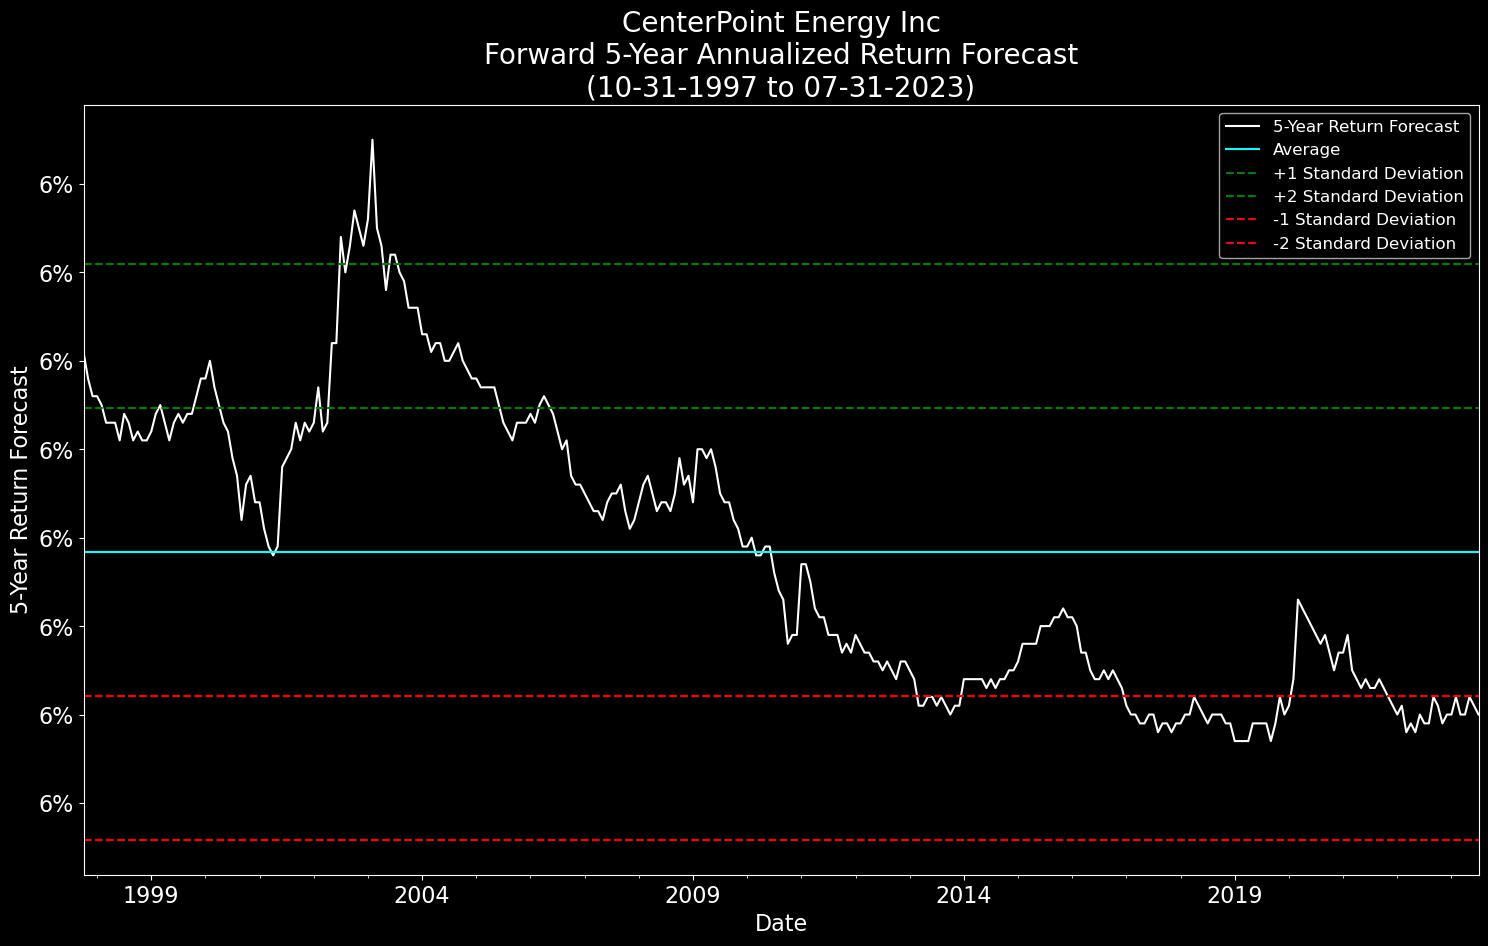 CenterPoint Energy Inc
Forward 5-Year Annualized Return Forecast
(10-31-1997 to 07-31-2023)
5-Year Return Forecast
Average
+1 Standard Deviation
+2 Standard Deviation
-1 Standard Deviation
-2 Standard Deviation
5-Year Return Forecast
6%
6%
6%
6%
6%
6%
6%
6%
1999
2004
2009
2014
2019
Date